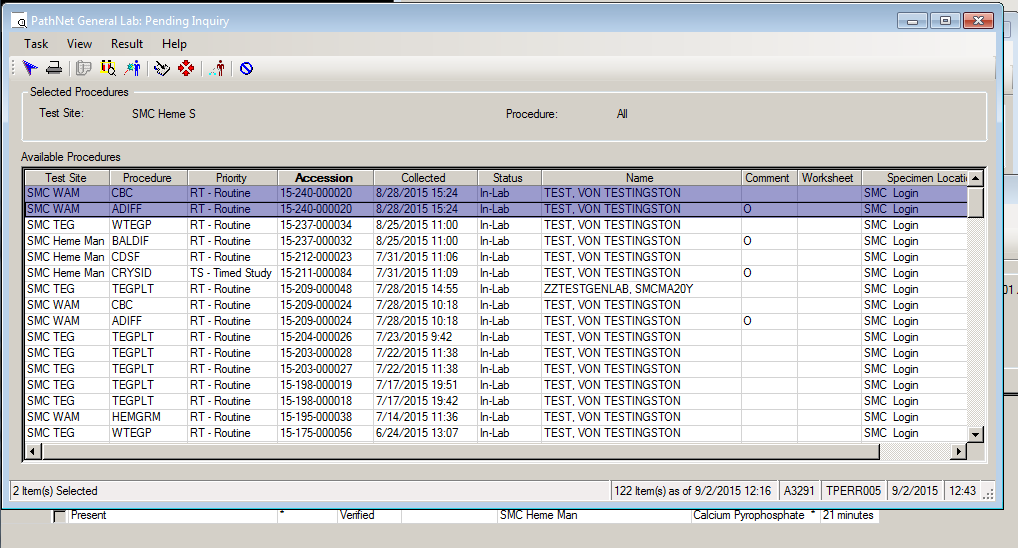 PathNet General Lab: Pending Inquiry
Task View Result Help
Selected Procedures
Test Site: SMC Heme S Procedure: All
Available Procedures
Test Site Procedure Priority Accession Collected Status Name Comment Worksheet Specimen Locatic
SMC WAM CBC RT - Routine 15-240-000020 8/28/2015 15:24 In-Lab TEST, VON TESTINGSTON SMC Login
SMC WAM ADIFF RT - Routine 15-240-000020 8/28/2015 15:24 In-Lab TEST, VON TESTINGSTON O SMC Login
SMC TEG WTEGP RT - Routine 15-237-000034 8/25/2015 11:00 In-Lab TEST, VON TESTINGSTON SMC Login
SMC Heme Man BALDIF RT - Routine 15-237-000032 8/25/2015 11:00 In-Lab TEST, VON TESTINGSTON O SMC Login
SMC Heme Man CDSF RT - Routine 15-212-000023 7/31/2015 11:06 In-Lab TEST, VON TESTINGSTON SMC Login
SMC Heme Man CRYSID TS - Timed Study 15-211-000084 7/31/2015 11:09 In-Lab TEST, VON TESTINGSTON O SMC Login
SMC TEG TEGPLT RT - Routine 15-209-000048 7/28/2015 14:55 In-Lab ZZTESTGENLAB, SMCMA20Y SMC Login
SMC WAM CBC RT - Routine 15-209-000024 7/28/2015 10:18 In-Lab TEST, VON TESTINGSTON SMC Login
SMC WAM ADIFF RT - Routine 15-209-000024 7/28/2015 10:18 In-Lab TEST, VON TESTINGSTON O SMC Login
SMC TEG TEGPLT RT - Routine 15-204-000026 7/23/2015 9:42 In-Lab TEST, VON TESTINGSTON SMC Login
SMC TEG TEGPLT RT - Routine 15-203-000028 7/22/2015 11:38 In-Lab TEST, VON TESTINGSTON SMC Login
SMC TEG TEGPLT RT - Routine 15-203-000027 7/22/2015 11:38 In-Lab TEST, VON TESTINGSTON SMC Login
SMC TEG TEGPLT RT - Routine 15-198-000019 7/17/2015 19:51 In-Lab TEST, VON TESTINGSTON SMC Login
SMC TEG TEGPLT RT - Routine 15-198-000018 7/17/2015 19:42 In-Lab TEST, VON TESTINGSTON SMC Login
SMC WAM HEMGRM RT - Routine 15-195-000038 7/14/2015 11:36 In-Lab TEST, VON TESTINGSTON SMC Login
SMC TEG WTEGP RT - Routine 15-175-000056 6/24/2015 13:07 In-Lab TEST, VON TESTINGSTON SMC Login
2 Item(s) Selected 122 Item(s) as of 9/2/2015 12:16 A3291 TPERR005 9/2/2015 12:43
Present * Verified SMC Heme Man Calcium Pyrophosphate * 21 minutes